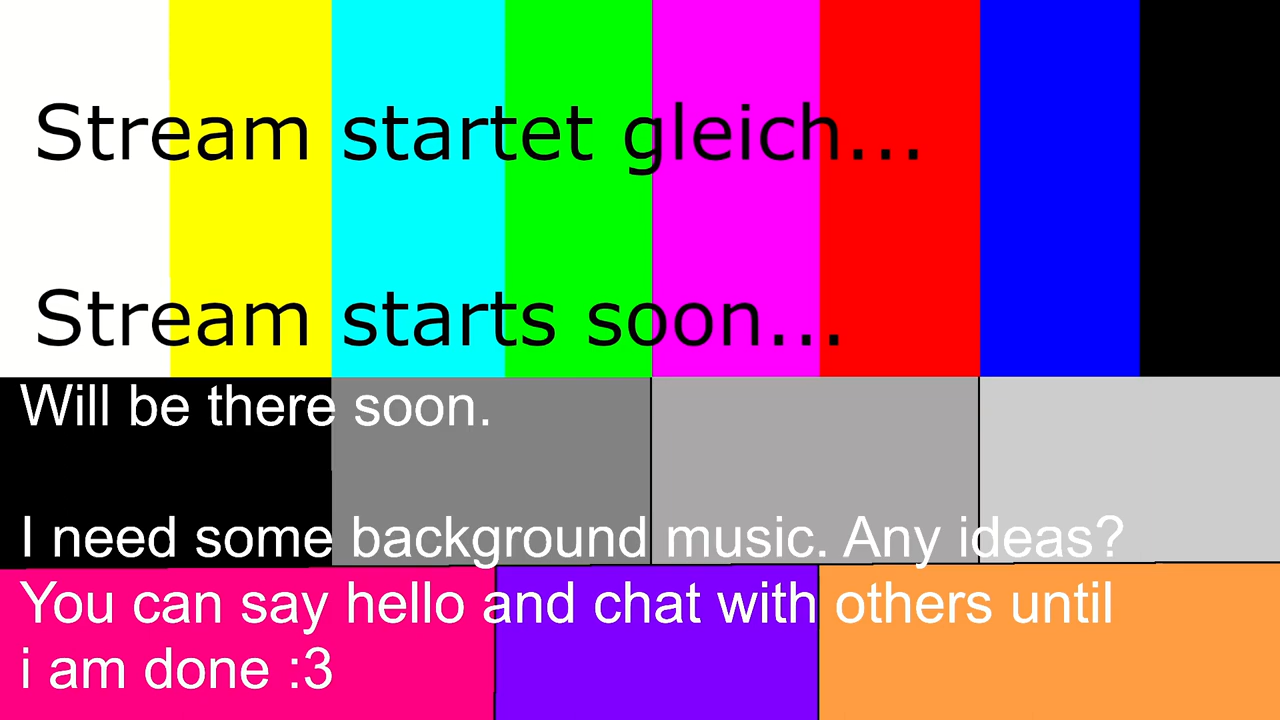 Stream startet gleich...
Stream starts soon...
Will be there soon.
I need some background music. Any ideas?
You can say hello and chat with others until
i am done :3